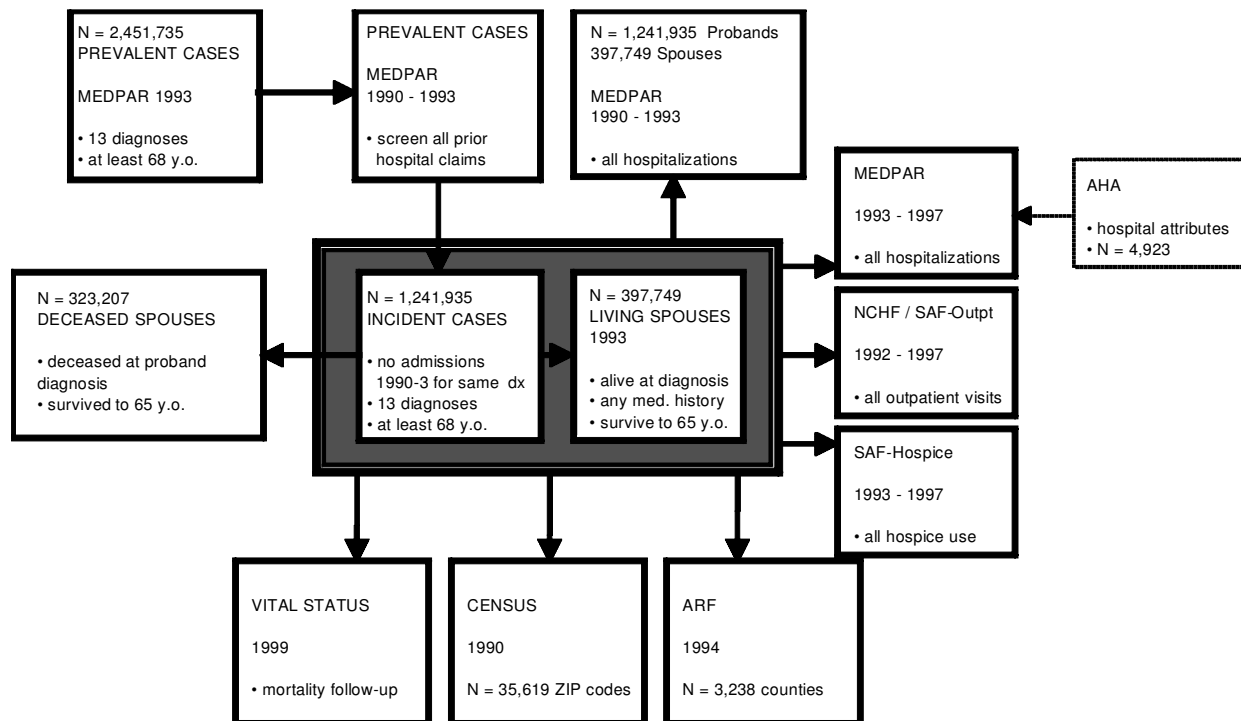 N = 2,451,735
PREVALENT CASES
MEDPAR 1993
• 13 diagnoses
• at least 68 y.o.
PREVALENT CASES
MEDPAR
1990 - 1993
• screen all prior
hospital claims
N = 1,241,935 Probands
397,749 Spouses
MEDPAR
1990 - 1993
• all hospitalizations
MEDPAR
1993 - 1997
• all hospitalizations
AHA
• hospital attributes
• N = 4,923
N = 323,207
DECEASED SPOUSES
• deceased at proband
diagnosis
• survived to 65 y.o.
N = 1,241,935
INCIDENT CASES
• no admissions
1990-3 for same dx
• 13 diagnoses
• at least 68 y.o.
N = 397,749
LIVING SPOUSES
1993
• alive at diagnosis
• any med. history
• survive to 65 y.o.
NCHF / SAF-Outpt
1992 - 1997
• all outpatient visits
SAF-Hospice
1993 - 1997
• all hospice use
VITAL STATUS
1999
• mortality follow-up
CENSUS
1990
N = 35,619 ZIP codes
ARF
1994
N = 3,238 counties